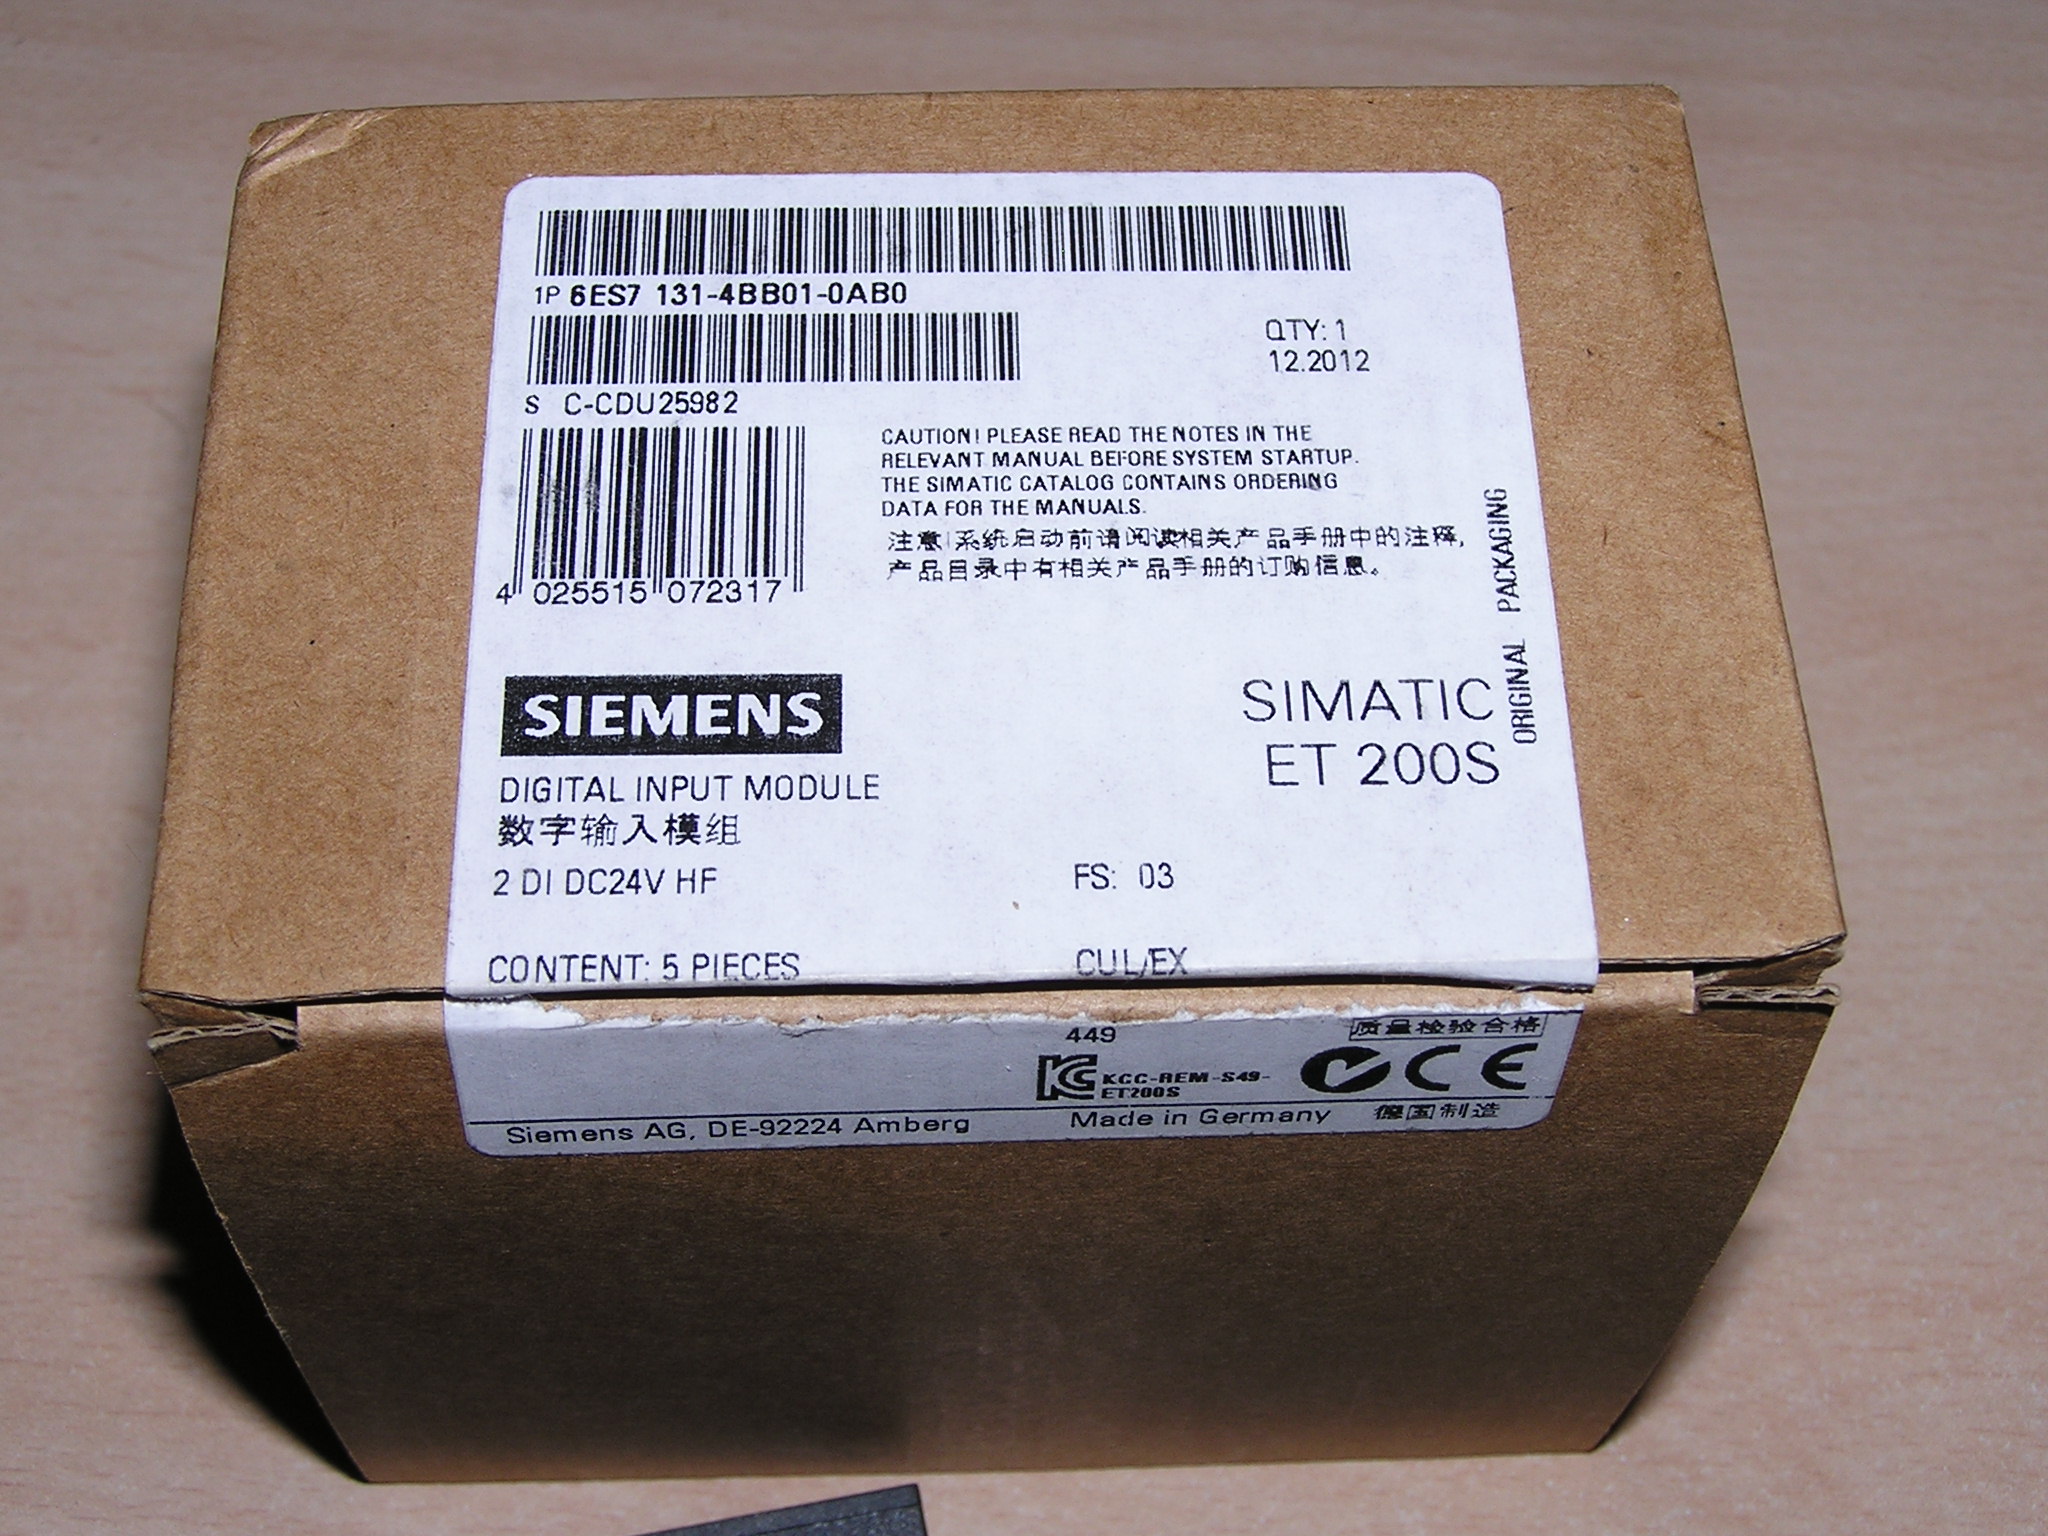 1P 6ES7 131-4BB01-0AB0
QTY: 1
12.2012
S C-CDU25982
CAUTION! PLEASE READ THE NOTES IN THE
RELEVANT MANUAL BEFORE SYSTEM STARTUP.
THE SIMATIC CATALOG CONTAINS ORDERING
DATA FOR THE MANUALS.
注意!系统启动前请阅读相关产品手册中的注释,
产品目录中有相关产品手册的订购信息。
4 025515 072317
ORIGINAL PACKAGING
SIEMENS
SIMATIC
ET 200S
DIGITAL INPUT MODULE
数字输入模组
2 DI DC24V HF
FS: 03
CONTENT: 5 PIECES
CUL/EX
449
质量检验合格
KCC-REM-S49-
ET200S
CE
Siemens AG, DE-92224 Amberg
Made in Germany
德国制造